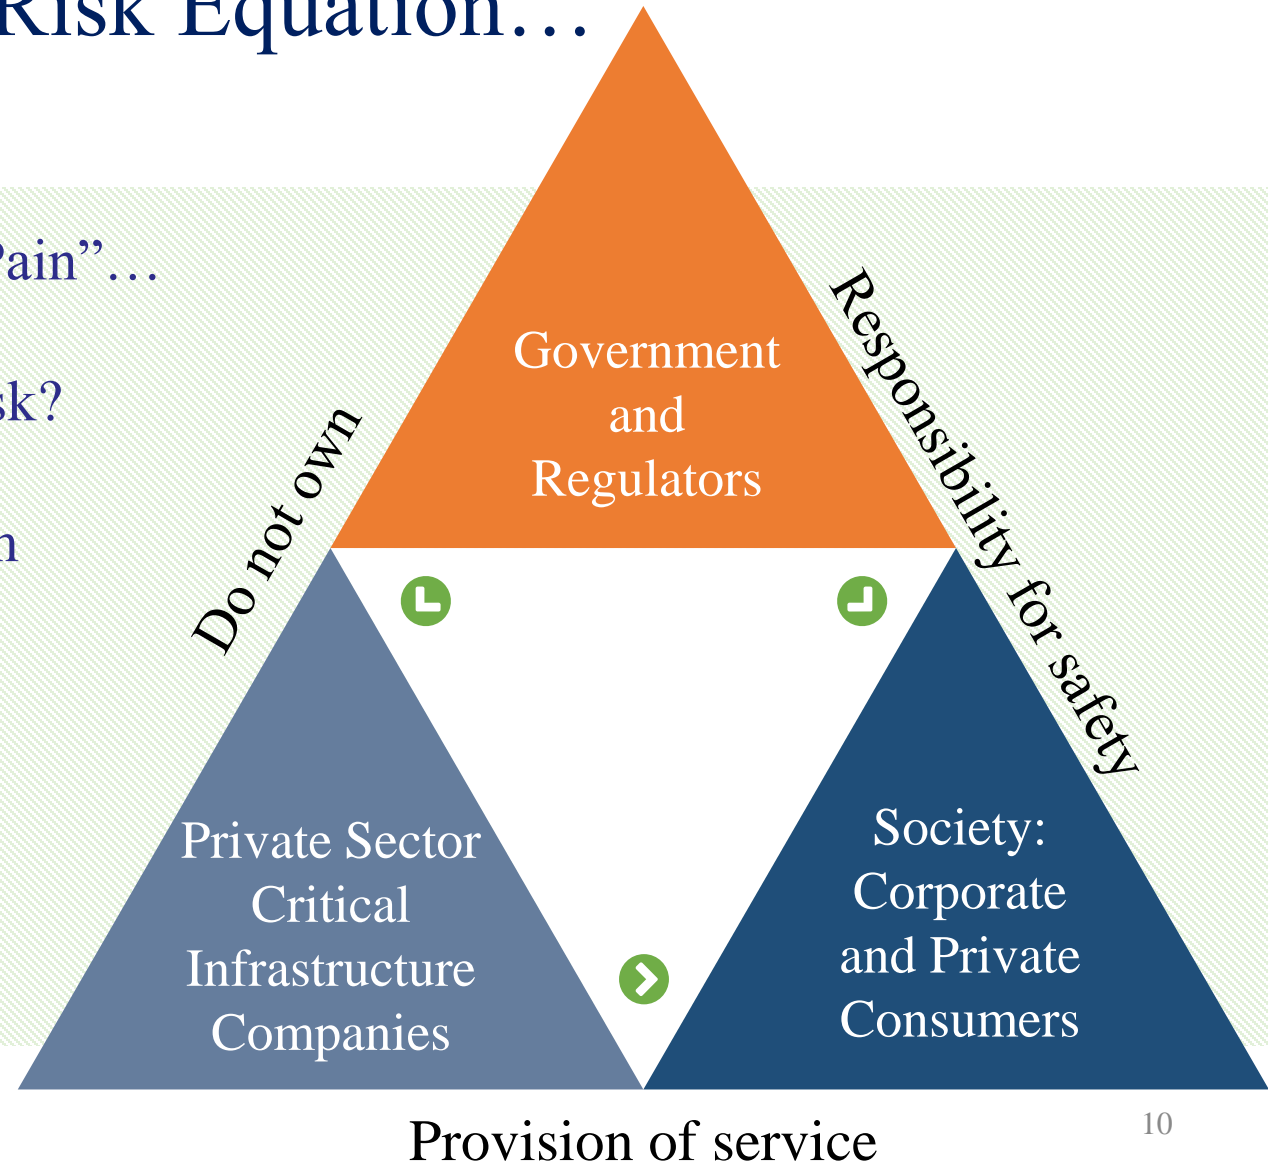 Risk Equation…
Pain”…
sk?
n
Government
and
Regulators
Do not own
Responsibility for safety
Private Sector
Critical
Infrastructure
Companies
Society:
Corporate
and Private
Consumers
Provision of service
10